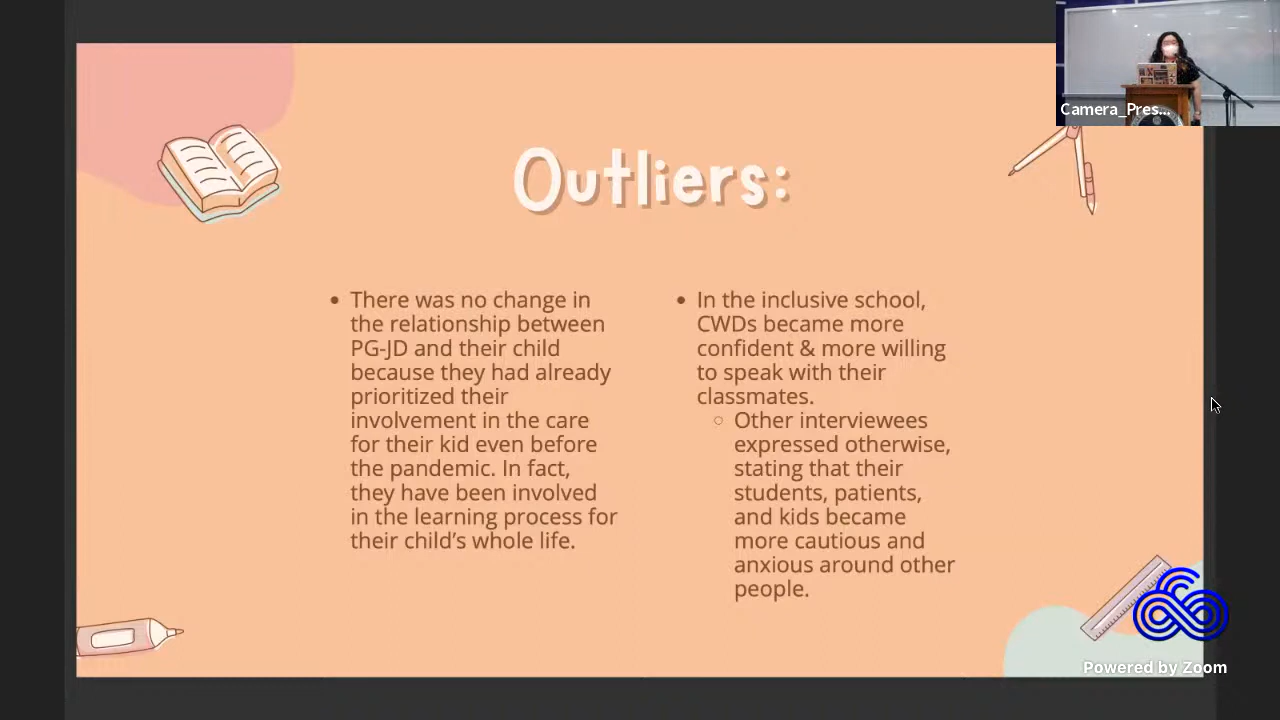 Camera_Pres...
Outliers:
• There was no change in
the relationship between
PG-JD and their child
because they had already
prioritized their
involvement in the care
for their kid even before
the pandemic. In fact,
they have been involved
in the learning process for
their child's whole life.
• In the inclusive school,
CWDs became more
confident & more willing
to speak with their
classmates.
○ Other interviewees
expressed otherwise,
stating that their
students, patients,
and kids became
more cautious and
anxious around other
people.
Powered by Zoom